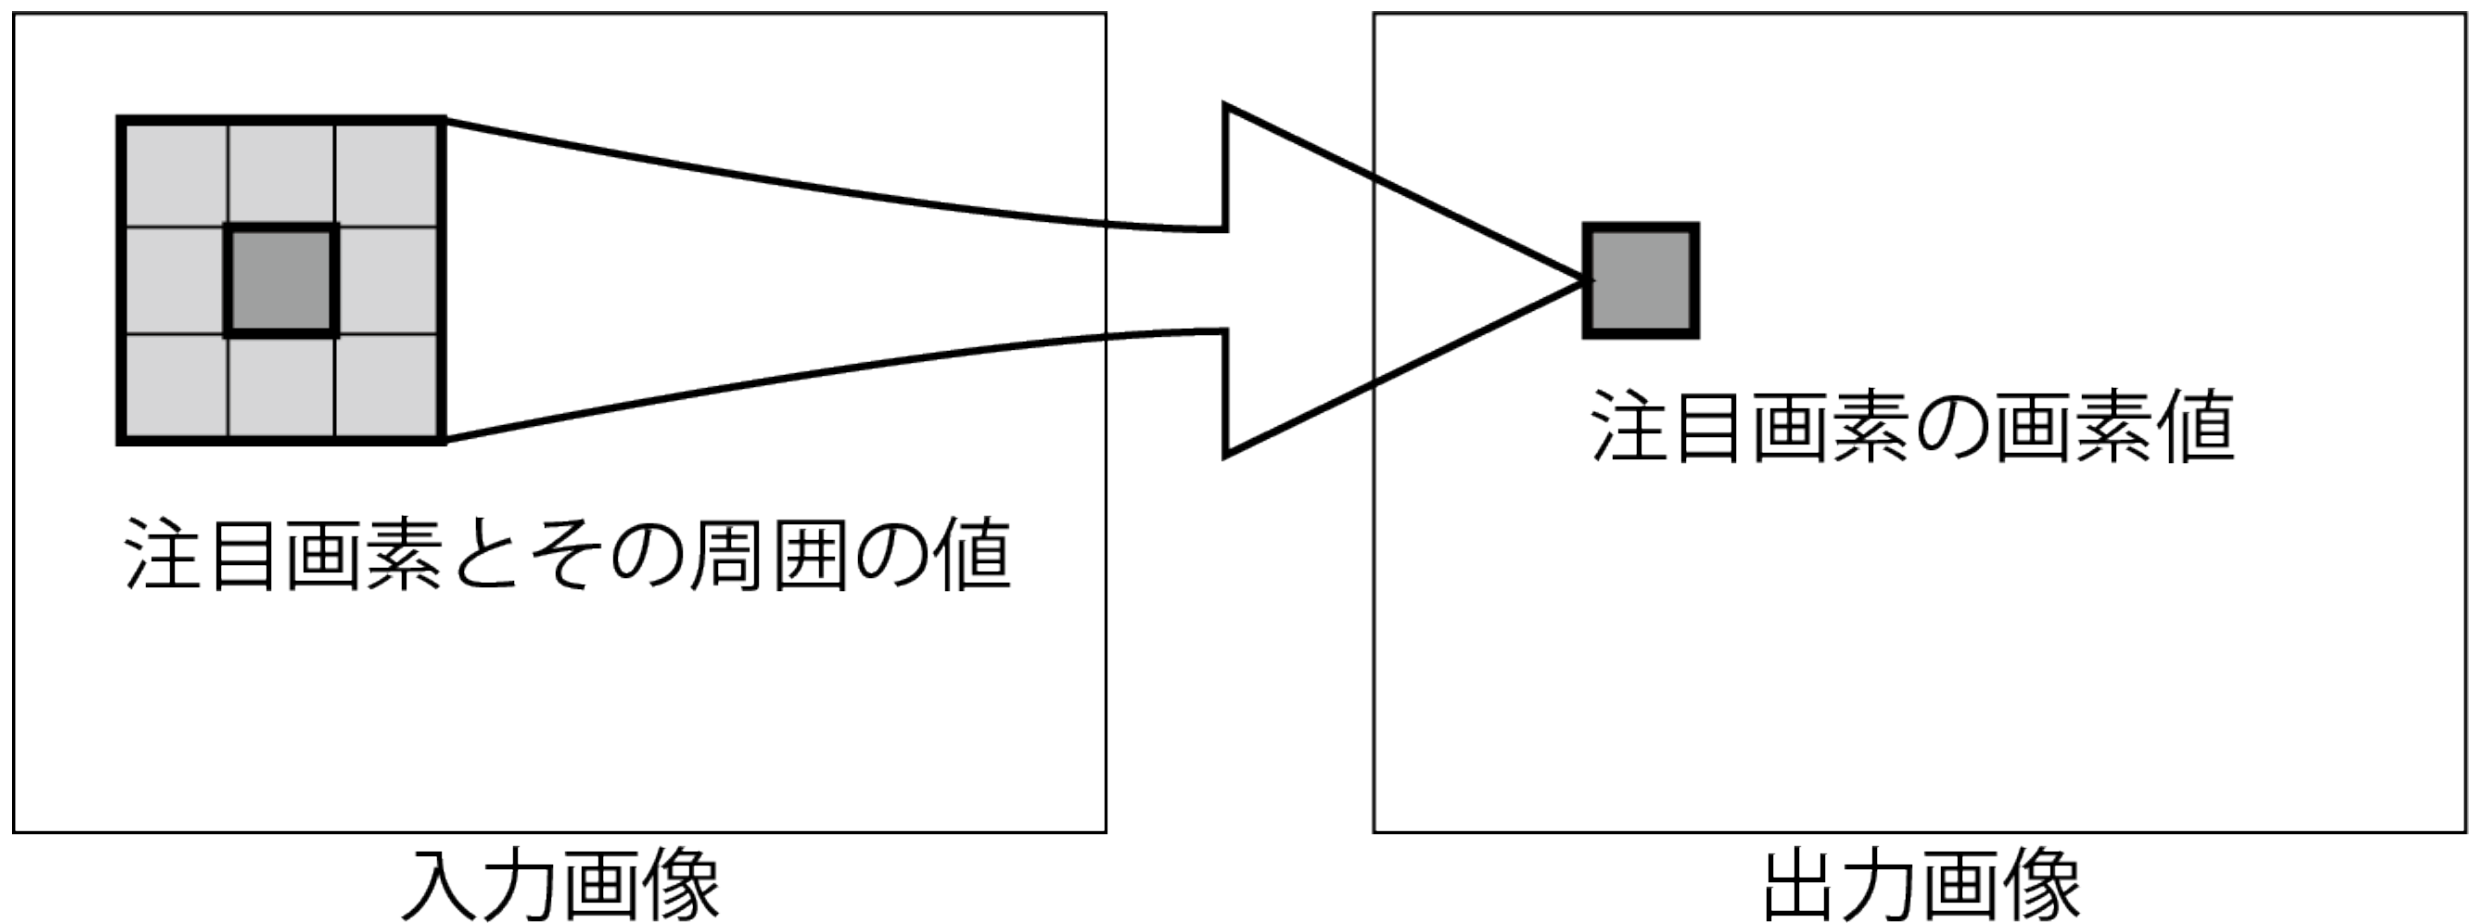 注目画素の画素値
注目画素とその周囲の値
入力画像
出力画像